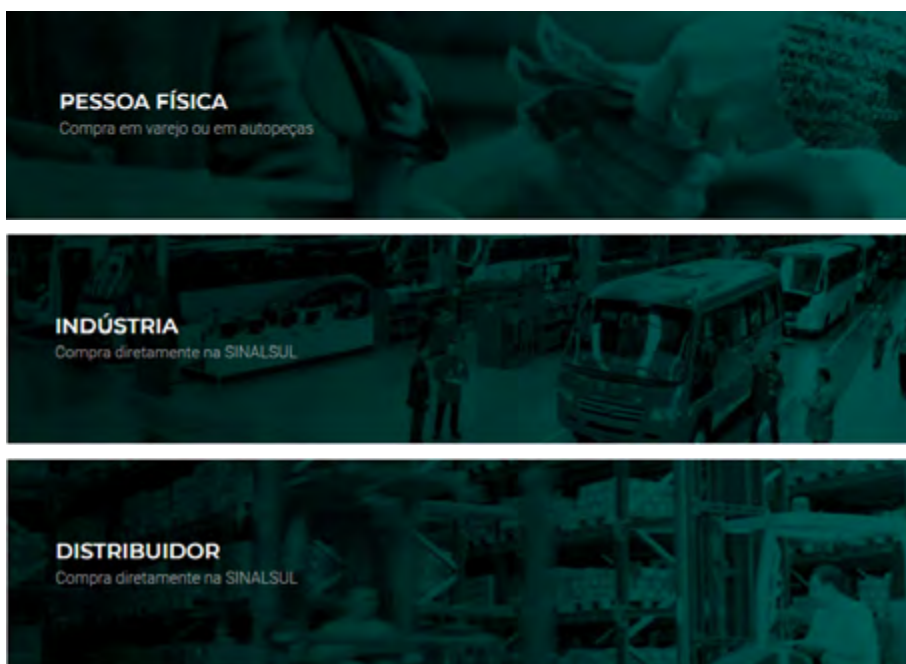 PESSOA FÍSICA
Compra em varejo ou em autopeças
INDÚSTRIA
Compra diretamente na SINALSUL
DISTRIBUIDOR
Compra diretamente na SINALSUL